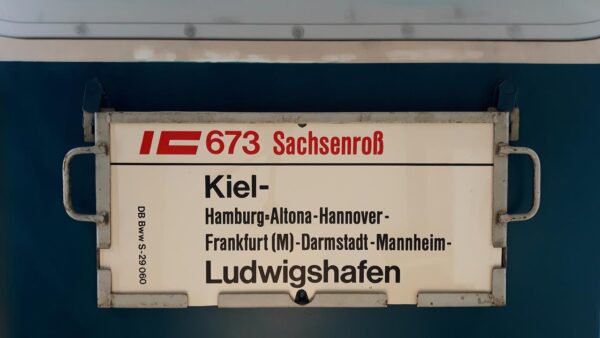 IC 673 Sachsenroß
Kiel-
Hamburg-Altona-Hannover-
Frankfurt (M)-Darmstadt-Mannheim-
Ludwigshafen
DB Bww S.-29 060